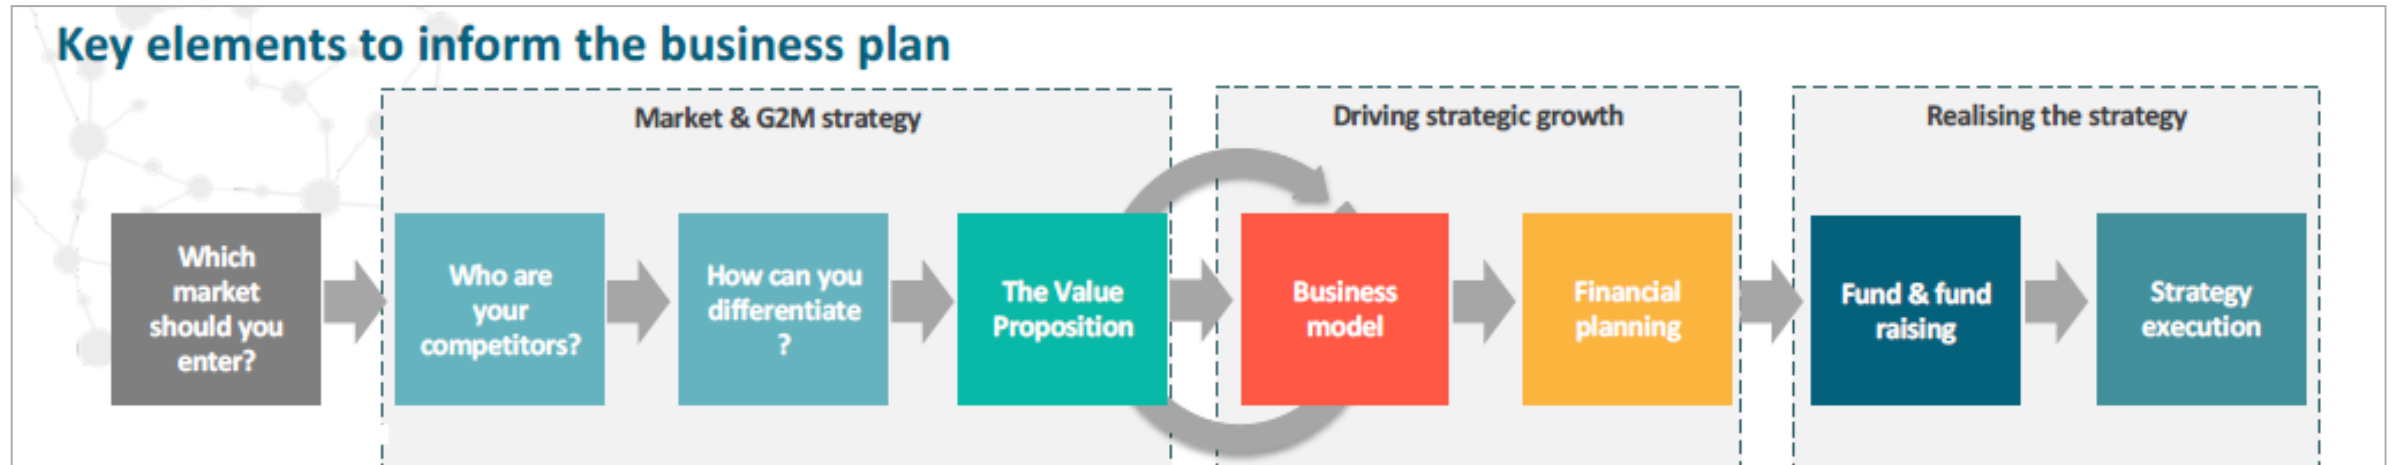 Key elements to inform the business plan
Market & G2M strategy
Driving strategic growth
Realising the strategy
Which
market
should you
enter?
Who are
your
competitors?
How can you
differentiate
?
The Value
Proposition
Business
model
Financial
planning
Fund & fund
raising
Strategy
execution